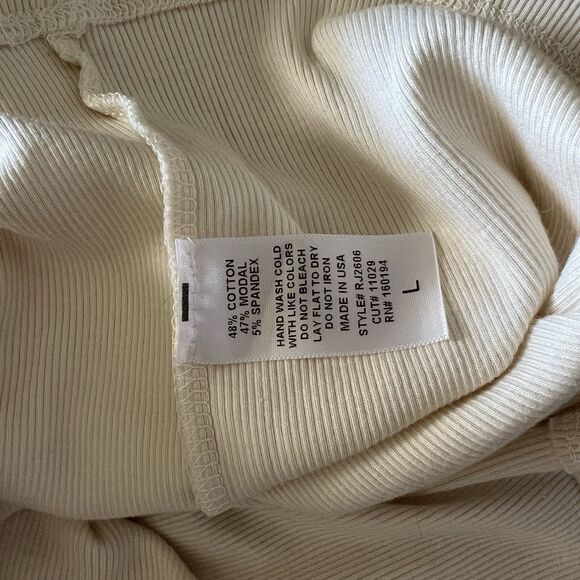 48% COTTON
47% MODAL
5% SPANDEX
HAND WASH COLD
WITH LIKE COLORS
DO NOT BLEACH
LAY FLAT TO DRY
DO NOT IRON
MADE IN USA
STYLE# RJ2606
CUT# 11029
RN# 160194
L